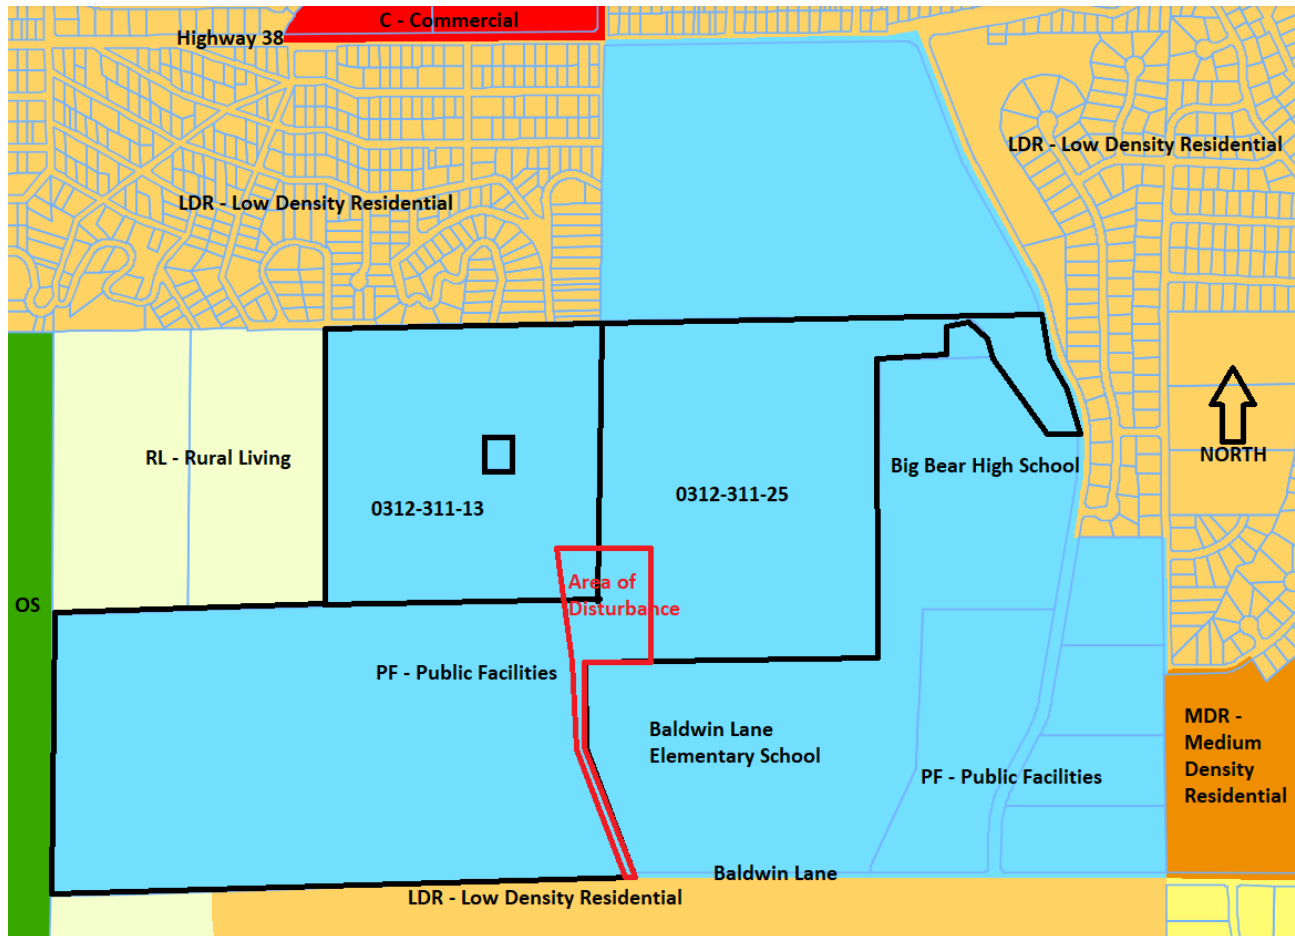 C - Commercial
Highway 38
LDR - Low Density Residential
LDR - Low Density Residential
RL - Rural Living
Big Bear High School
NORTH
0312-311-13
0312-311-25
Area of
Disturbance
OS
PF - Public Facilities
Baldwin Lane
Elementary School
MDR -
Medium
Density
Residential
PF - Public Facilities
Baldwin Lane
LDR - Low Density Residential